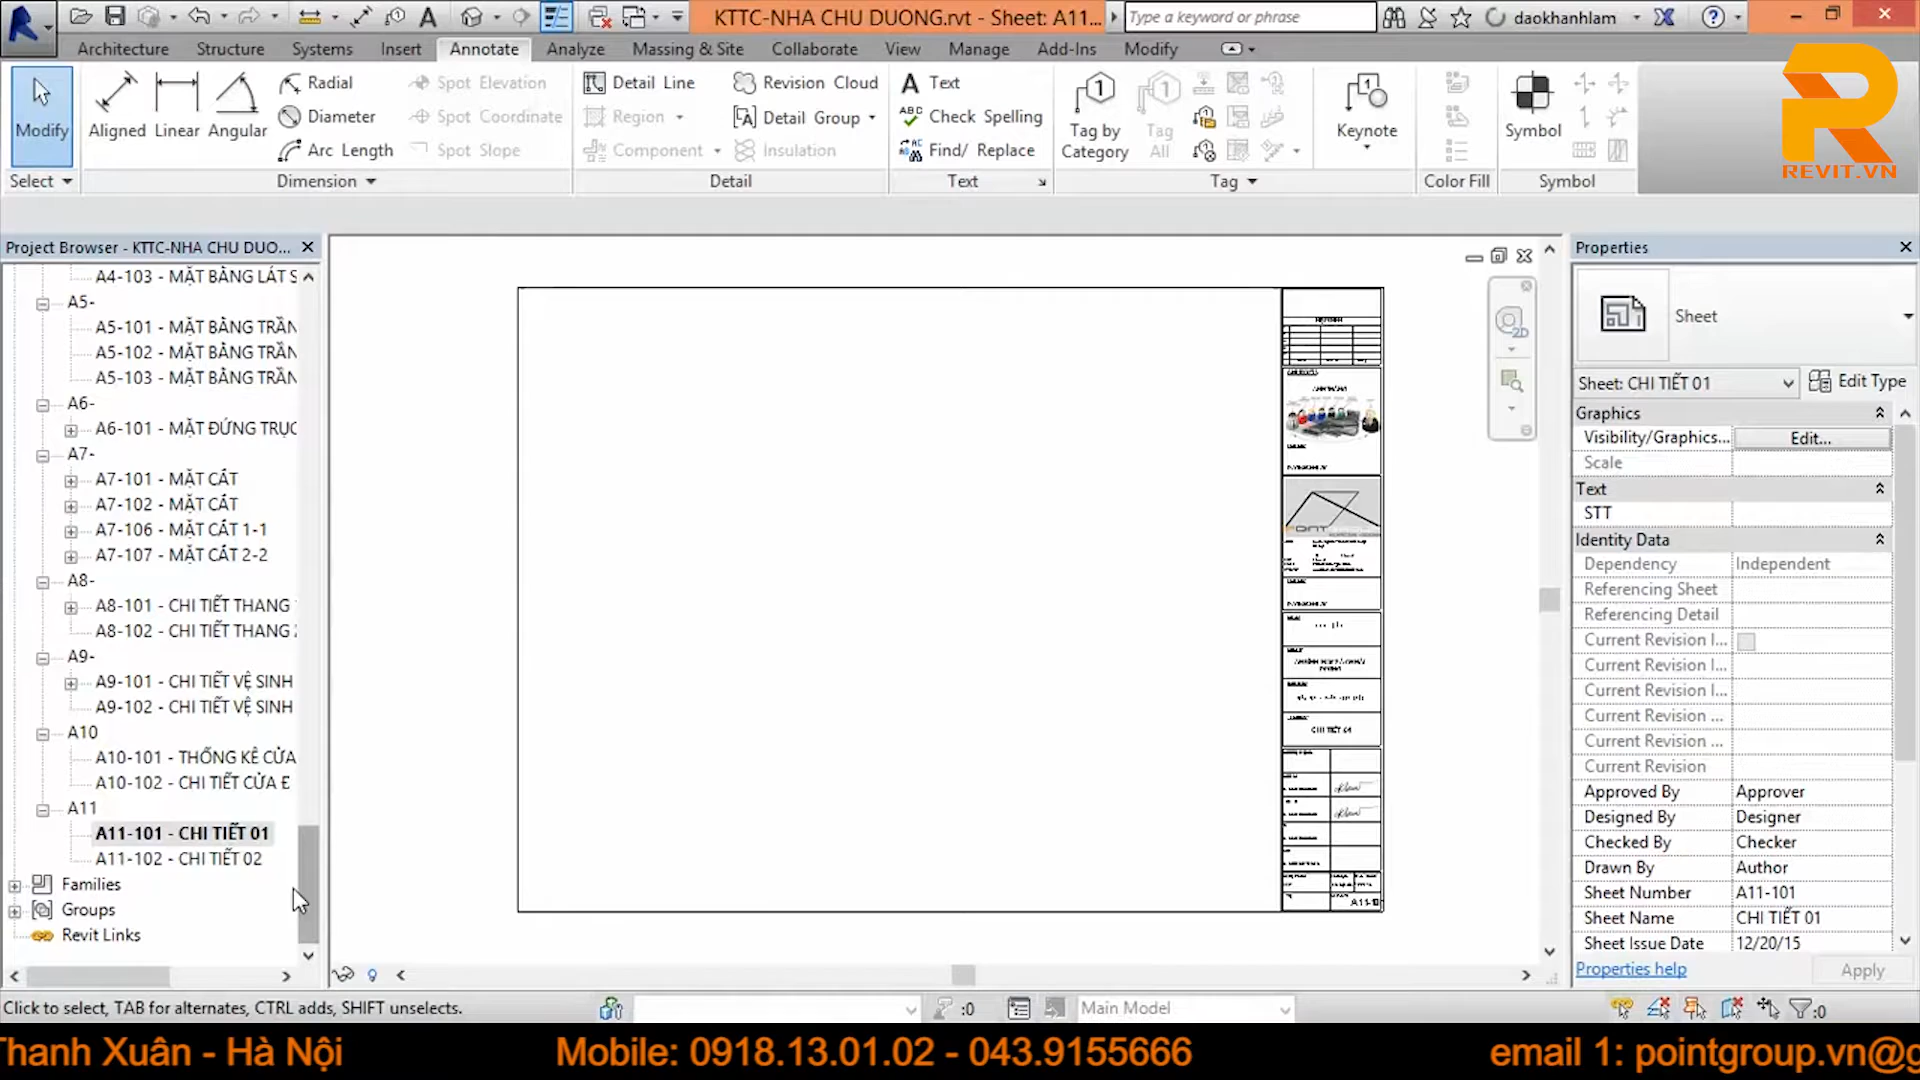 KTTC-NHA CHU DUONG.rvt - Sheet: A11...
Type a keyword or phrase
daokhanhlam
Architecture Structure Systems Insert Annotate Analyze Massing & Site Collaborate View Manage Add-Ins Modify
Modify
Aligned
Linear
Angular
Radial
Diameter
Arc Length
Spot Elevation
Spot Coordinate
Spot Slope
Detail Line
Region
Component
Revision Cloud
Detail Group
Insulation
Text
Check Spelling
Find/ Replace
Tag by Category
Tag All
Keynote
Symbol
Select
Dimension
Detail
Text
Tag
Color Fill
Symbol
REVIT.VN
Project Browser - KTTC-NHA CHU DUO...
A4-103 - MẶT BẰNG LÁT S
A5-
A5-101 - MẶT BẰNG TRẦN
A5-102 - MẶT BẰNG TRẦN
A5-103 - MẶT BẰNG TRẦN
A6-
A6-101 - MẶT ĐỨNG TRỤC
A7-
A7-101 - MẶT CẮT
A7-102 - MẶT CẮT
A7-106 - MẶT CẮT 1-1
A7-107 - MẶT CẮT 2-2
A8-
A8-101 - CHI TIẾT THANG
A8-102 - CHI TIẾT THANG
A9-
A9-101 - CHI TIẾT VỆ SINH
A9-102 - CHI TIẾT VỆ SINH
A10
A10-101 - THỐNG KÊ CỬA
A10-102 - CHI TIẾT CỬA Đ
A11
A11-101 - CHI TIẾT 01
A11-102 - CHI TIẾT 02
Families
Groups
Revit Links
CHI TIẾT 01
A11-10
2D
Properties
Sheet
Sheet: CHI TIẾT 01
Edit Type
Graphics
Visibility/Graphics... Edit...
Scale
Text
STT
Identity Data
Dependency Independent
Referencing Sheet
Referencing Detail
Current Revision I...
Current Revision I...
Current Revision I...
Current Revision ...
Current Revision ...
Current Revision
Approved By Approver
Designed By Designer
Checked By Checker
Drawn By Author
Sheet Number A11-101
Sheet Name CHI TIẾT 01
Sheet Issue Date 12/20/15
Properties help
Apply
Click to select, TAB for alternates, CTRL adds, SHIFT unselects.
:0
Main Model
:0
Thanh Xuân - Hà Nội Mobile: 0918.13.01.02 - 043.9155666 email 1: pointgroup.vn@g